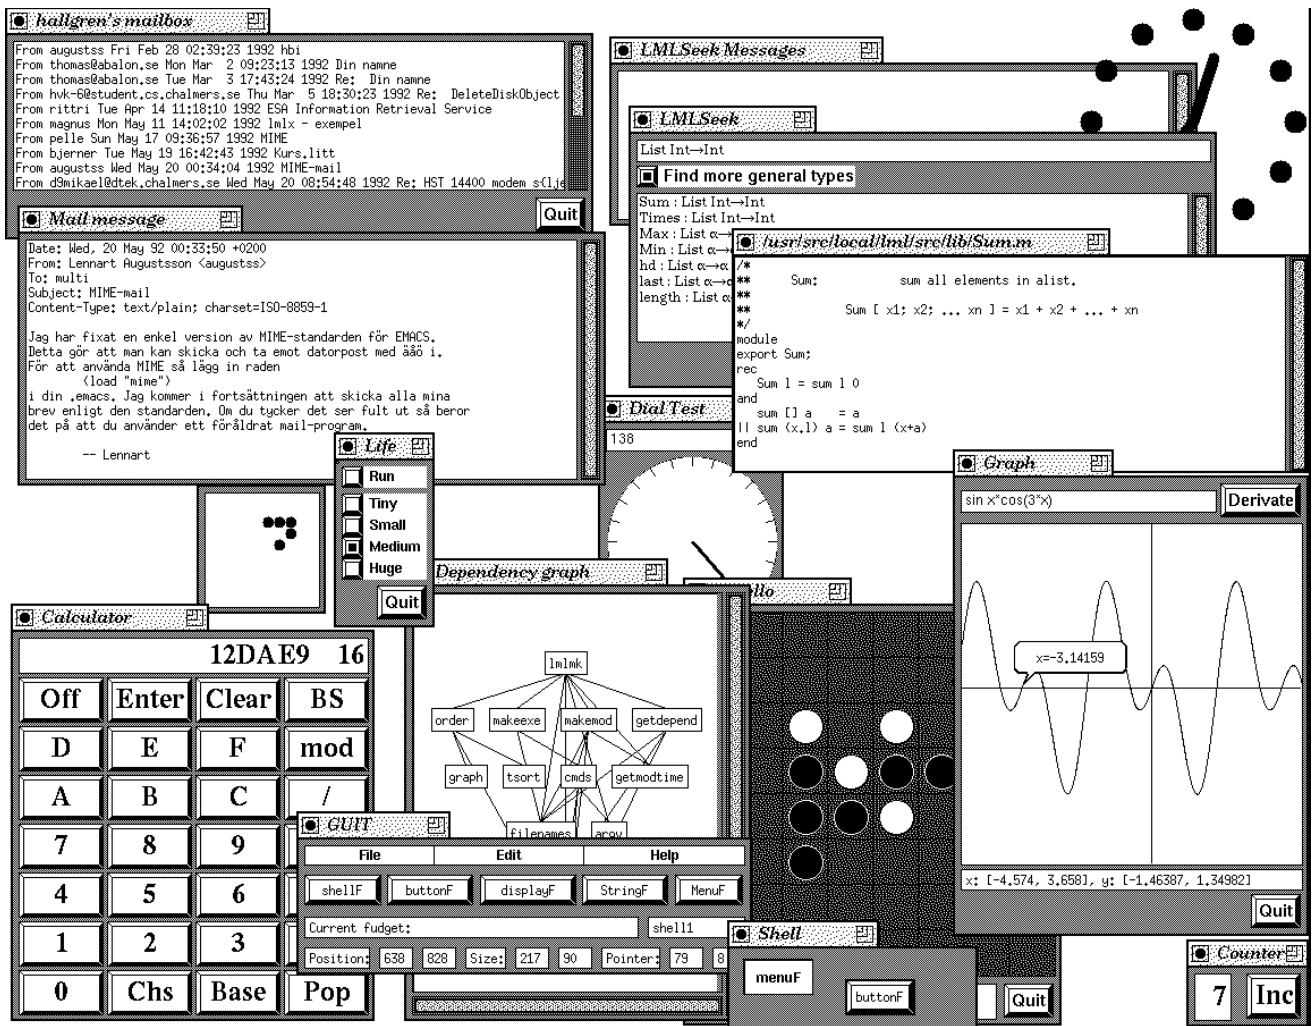 hallgren's mailbox
From augustss Fri Feb 28 02:39:23 1992 hbi
From thomas@abalon.se Mon Mar  2 09:23:13 1992 Din namne
From thomas@abalon.se Tue Mar  3 17:43:24 1992 Re:  Din namne
From hvk-6@student.cs.chalmers.se Thu Mar  5 18:30:23 1992 Re:  DeleteDiskObject
From rittri Tue Apr 14 11:18:10 1992 ESA Information Retrieval Service
From magnus Mon May 11 14:02:02 1992 lmlx - exempel
From pelle Sun May 17 09:36:57 1992 MIME
From bjerner Tue May 19 16:42:43 1992 Kurs.litt
From augustss Wed May 20 00:34:04 1992 MIME-mail
From d9mikael@dtek.chalmers.se Wed May 20 08:54:48 1992 Re: HST 14400 modem s{lje
Quit
Mail message
Date: Wed, 20 May 92 00:33:50 +0200
From: Lennart Augustsson <augustss>
To: multi
Subject: MIME-mail
Content-Type: text/plain; charset=ISO-8859-1
Jag har fixat en enkel version av MIME-standarden för EMACS.
Detta gör att man kan skicka och ta emot datorpost med äåö i.
För att använda MIME så lägg in raden
(load "mime")
i din .emacs. Jag kommer i fortsättningen att skicka alla mina
brev enligt den standarden. Om du tycker det ser fult ut så beror
det på att du använder ett föråldrat mail-program.
-- Lennart
LMLSeek Messages
LMLSeek
List Int→Int
Find more general types
Sum : List Int→Int
Times : List Int→Int
Max : List α→
Min : List α→
hd : List α→α
last : List α→α
length : List α
/usr/src/local/lml/src/lib/Sum.m
/*
** Sum: sum all elements in alist.
**
** Sum [ x1; x2; ... xn ] = x1 + x2 + ... + xn
*/
module
export Sum;
rec
Sum l = sum l 0
and
sum [] a = a
|| sum (x.l) a = sum l (x+a)
end
Dial Test
138
Life
Run
Tiny
Small
Medium
Huge
Quit
Graph
sin x*cos(3*x)
Derivate
x=-3.14159
x: [-4.574, 3.658], y: [-1.46387, 1.34982]
Quit
Dependency graph
lmlmk
order makeexe makemod getdepend
graph tsort cmds getmodtime
filenames argv
llo
Quit
Calculator
12DAE9 16
Off Enter Clear BS
D E F mod
A B C /
7 8 9
4 5 6
1 2 3
0 Chs Base Pop
GUIT
File Edit Help
shellF buttonF displayF StringF MenuF
Current fudget: shell1
Position: 638 828 Size: 217 90 Pointer: 79 8
Shell
menuF
buttonF
Counter
7 Inc